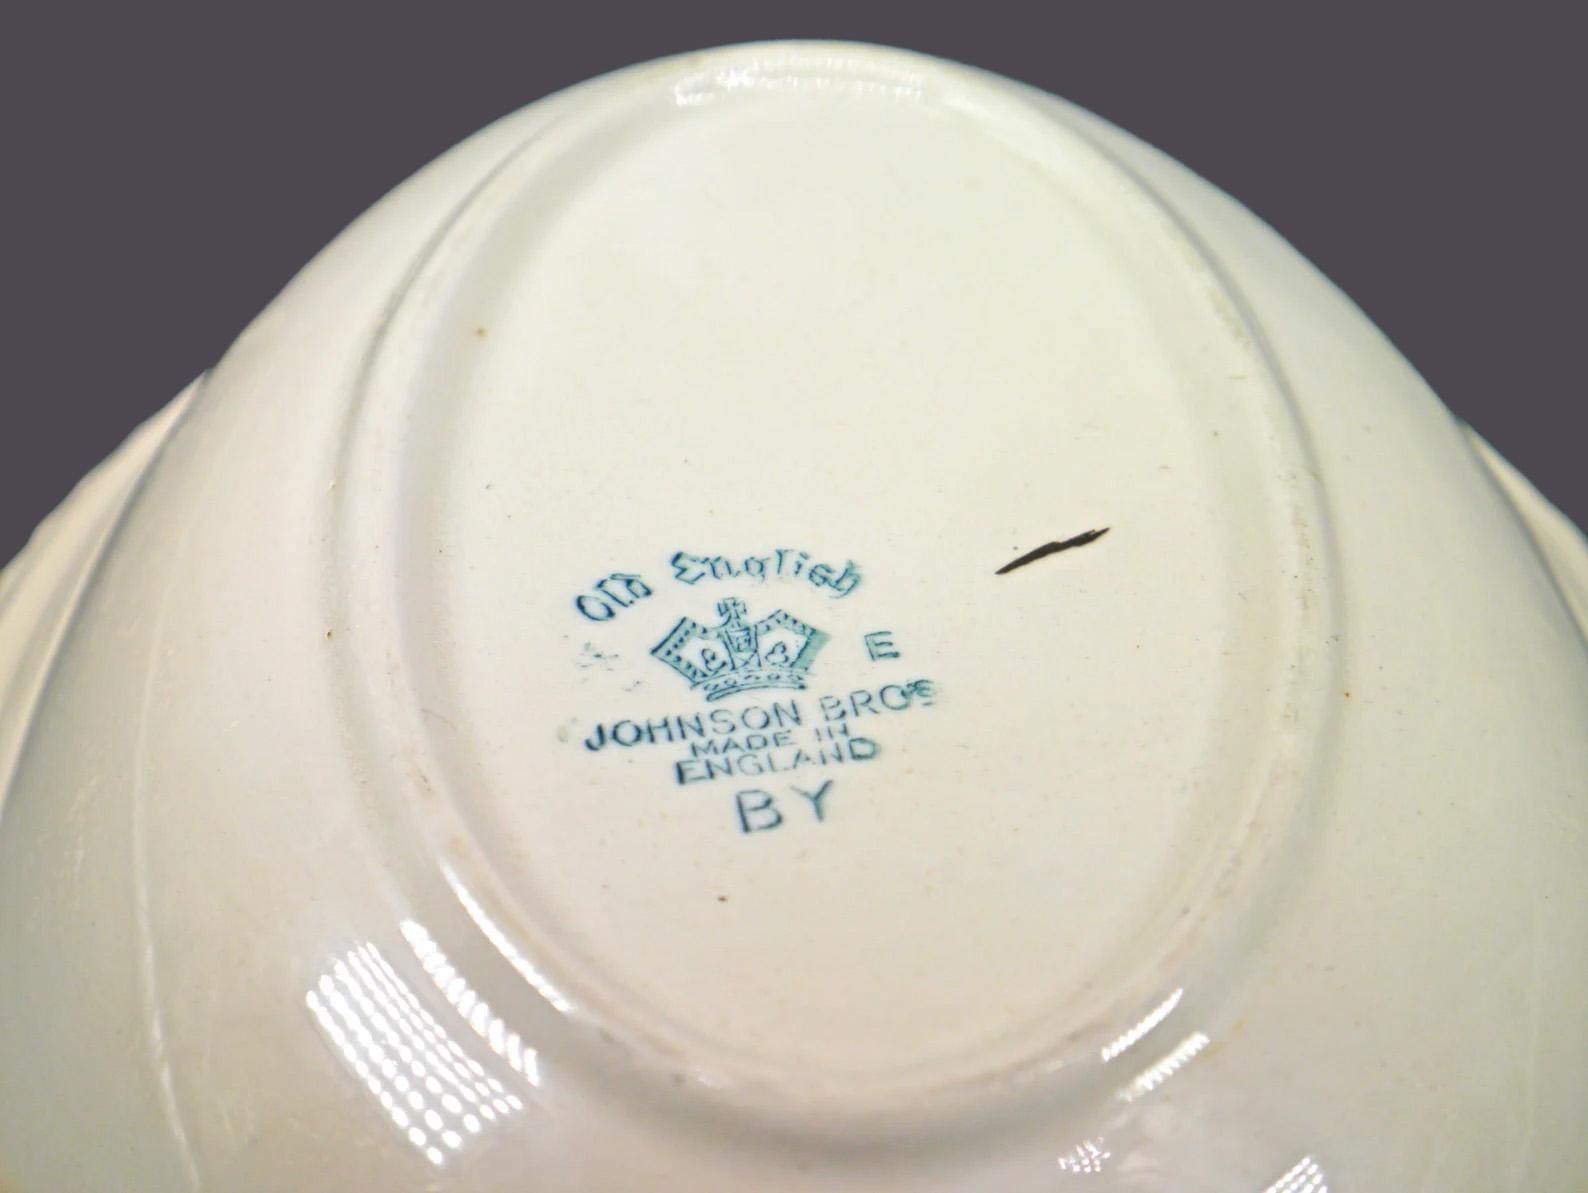 Old English
E
JOHNSON BROS
MADE IN
ENGLAND
BY